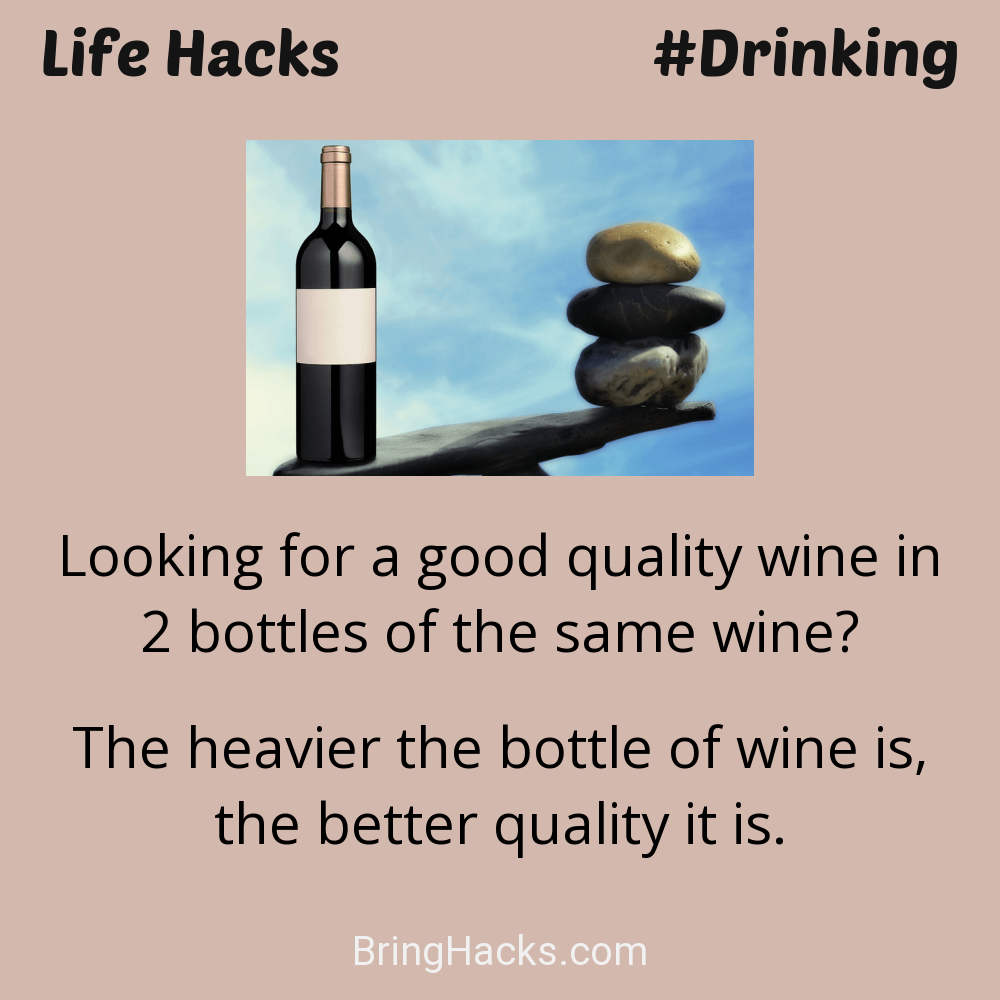 Life Hacks
#Drinking
Looking for a good quality wine in
2 bottles of the same wine?
The heavier the bottle of wine is,
the better quality it is.
BringHacks.com